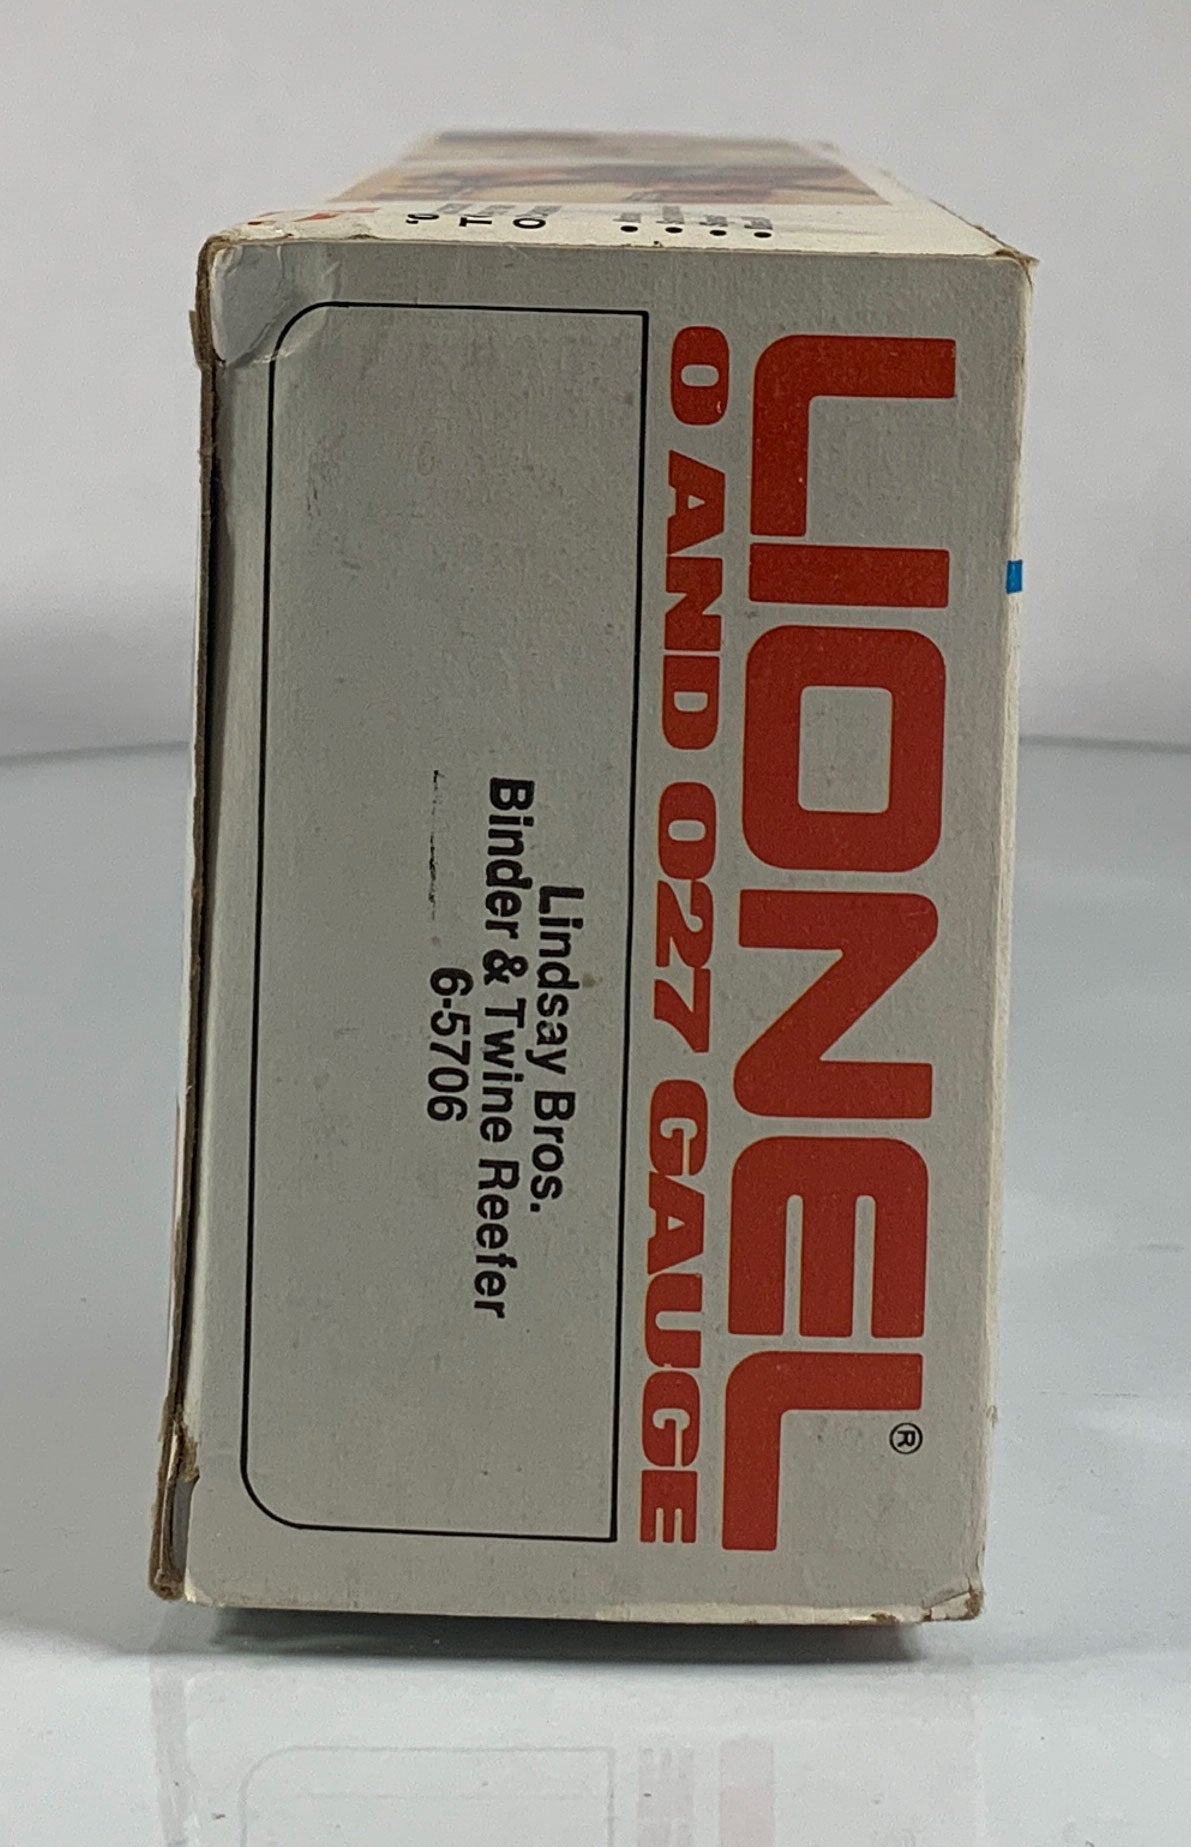 LIONEL®
O AND O27 GAUGE
Lindsay Bros.
Binder & Twine Reefer
6-5706